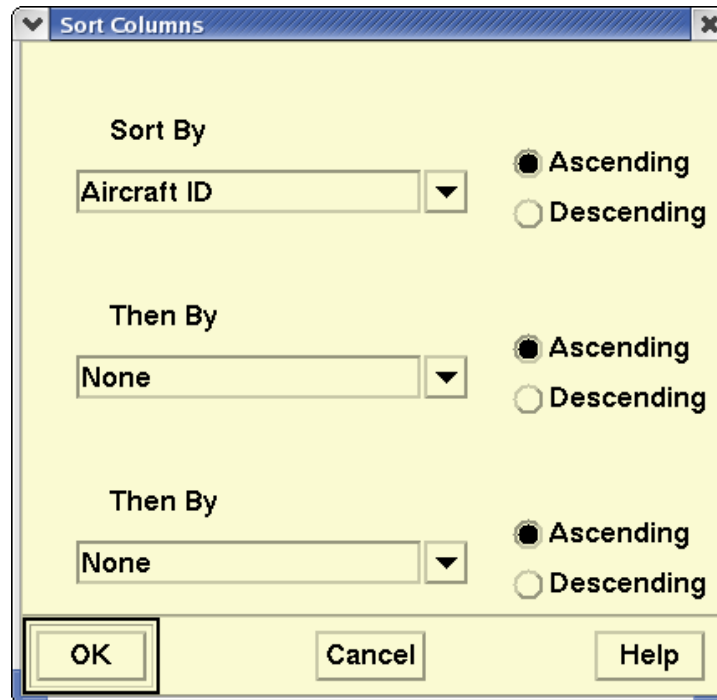 Sort Columns
Sort By
Aircraft ID
Ascending
Descending
Then By
None
Ascending
Descending
Then By
None
Ascending
Descending
OK Cancel Help